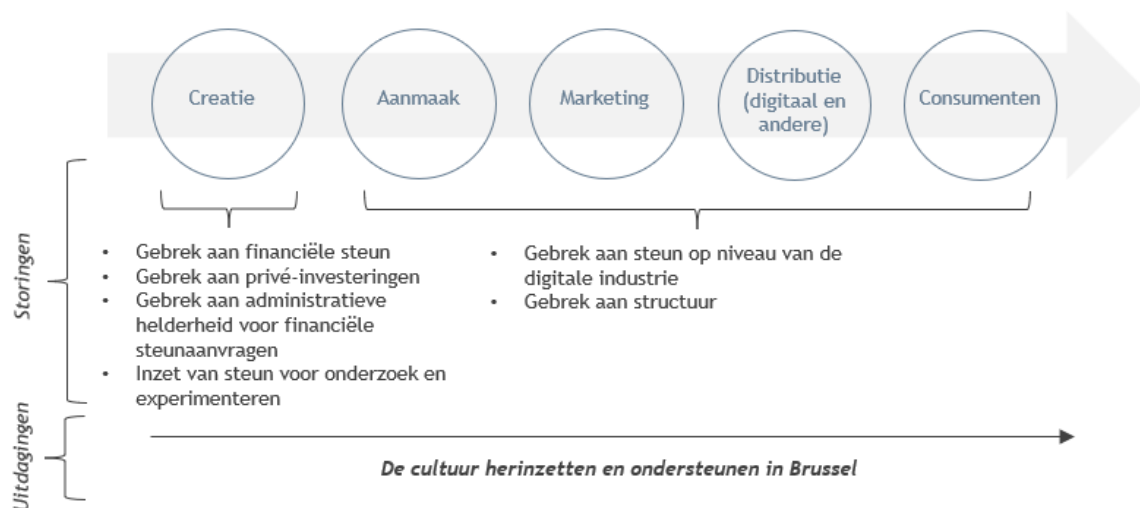 Creatie
Aanmaak
Marketing
Distributie
(digitaal en
andere)
Consumenten
Storingen
• Gebrek aan financiële steun
• Gebrek aan privé-investeringen
• Gebrek aan administratieve
helderheid voor financiële
steunaanvragen
• Inzet van steun voor onderzoek en
experimenteren
• Gebrek aan steun op niveau van de
digitale industrie
• Gebrek aan structuur
Uitdagingen
De cultuur herinzetten en ondersteunen in Brussel